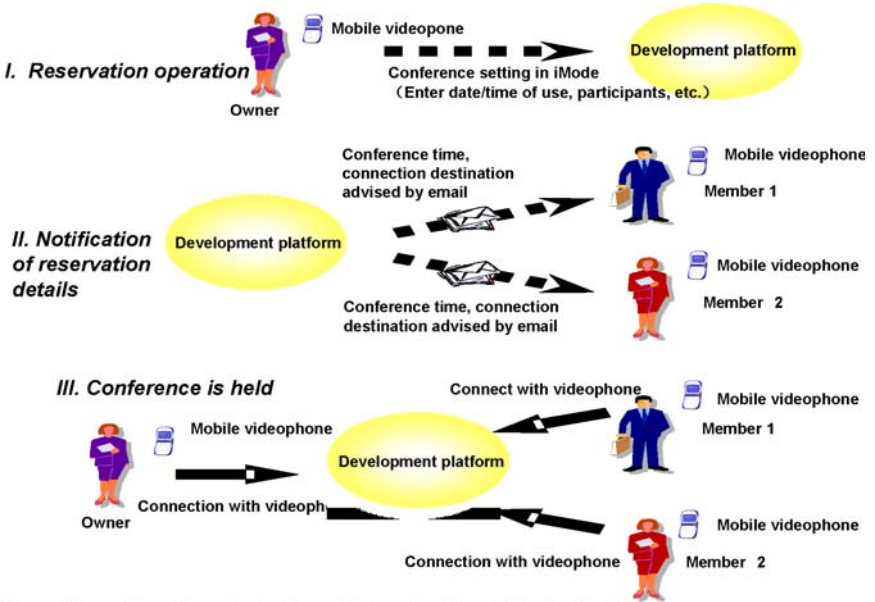 Mobile videopone
Development platform
I. Reservation operation
Conference setting in iMode
（Enter date/time of use, participants, etc.）
Owner
Conference time,
connection destination
advised by email
Mobile videophone
Member 1
Development platform
II. Notification
of reservation
details
Mobile videophone
Member 2
Conference time, connection
destination advised by email
III. Conference is held
Connect with videophone
Mobile videophone
Member 1
Mobile videophone
Development platform
Connection with videoph
Owner
Mobile videophone
Connection with videophone
Member 2